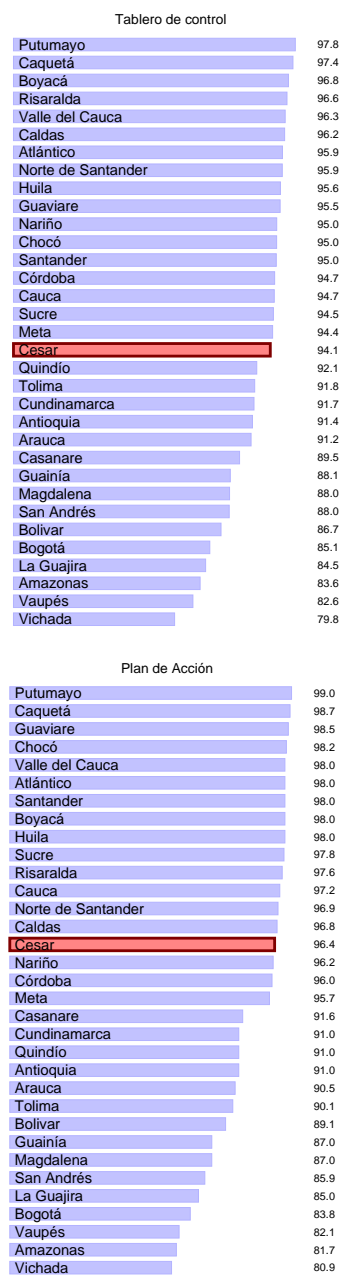 Tablero de control
Putumayo 97.8
Caquetá 97.4
Boyacá 96.8
Risaralda 96.6
Valle del Cauca 96.3
Caldas 96.2
Atlántico 95.9
Norte de Santander 95.9
Huila 95.6
Guaviare 95.5
Nariño 95.0
Chocó 95.0
Santander 95.0
Córdoba 94.7
Cauca 94.7
Sucre 94.5
Meta 94.4
Cesar 94.1
Quindío 92.1
Tolima 91.8
Cundinamarca 91.7
Antioquia 91.4
Arauca 91.2
Casanare 89.5
Guainía 88.1
Magdalena 88.0
San Andrés 88.0
Bolivar 86.7
Bogotá 85.1
La Guajira 84.5
Amazonas 83.6
Vaupés 82.6
Vichada 79.8
Plan de Acción
Putumayo 99.0
Caquetá 98.7
Guaviare 98.5
Chocó 98.2
Valle del Cauca 98.0
Atlántico 98.0
Santander 98.0
Boyacá 98.0
Huila 98.0
Sucre 97.8
Risaralda 97.6
Cauca 97.2
Norte de Santander 96.9
Caldas 96.8
Cesar 96.4
Nariño 96.2
Córdoba 96.0
Meta 95.7
Casanare 91.6
Cundinamarca 91.0
Quindío 91.0
Antioquia 91.0
Arauca 90.5
Tolima 90.1
Bolivar 89.1
Guainía 87.0
Magdalena 87.0
San Andrés 85.9
La Guajira 85.0
Bogotá 83.8
Vaupés 82.1
Amazonas 81.7
Vichada 80.9